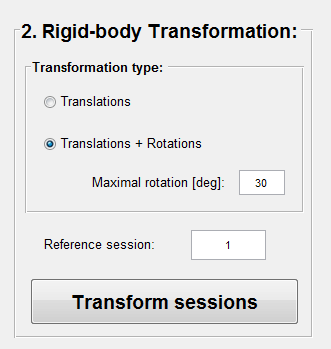 2. Rigid-body Transformation:
Transformation type:
Translations
Translations + Rotations
Maximal rotation [deg]: 30
Reference session: 1
Transform sessions